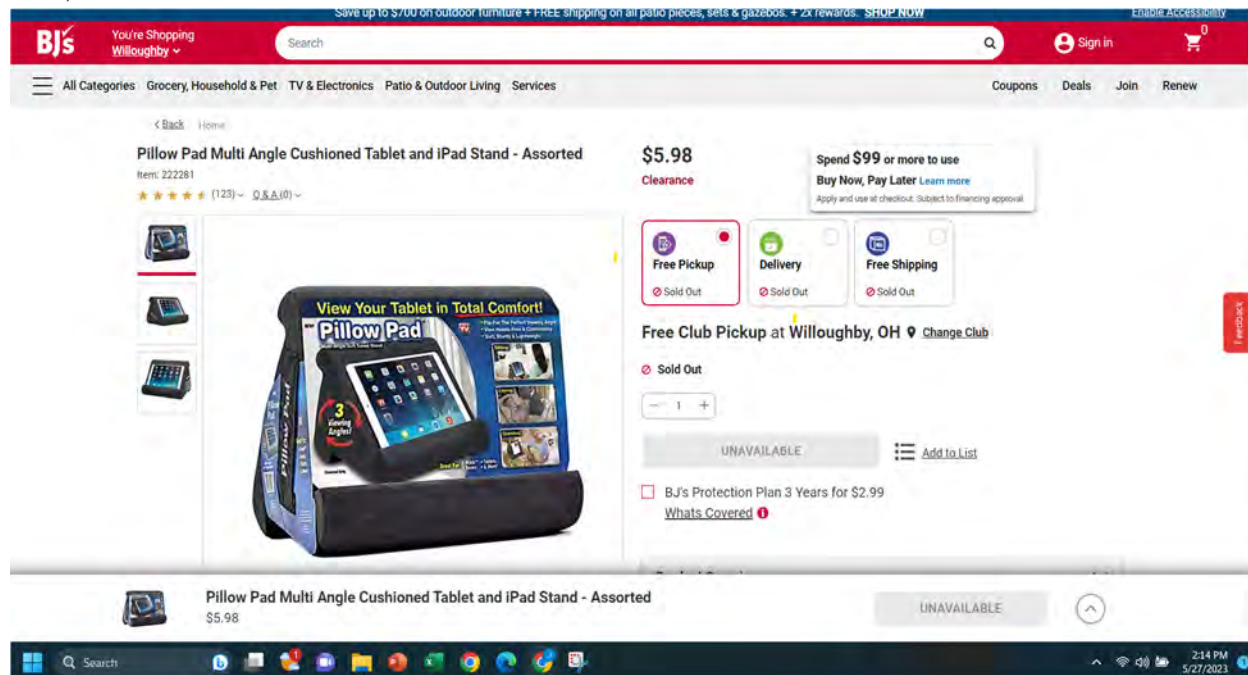 Save up to $700 on outdoor furniture + FREE shipping on all patio pieces, sets & gazebos. + 2x rewards. SHOP NOW
Enable Accessibility
BJ's
You're Shopping
Willoughby
Search
Sign in
0
All Categories Grocery, Household & Pet TV & Electronics Patio & Outdoor Living Services
Coupons Deals Join Renew
< Back Home
Pillow Pad Multi Angle Cushioned Tablet and iPad Stand - Assorted
Item: 222281
(123) Q & A (0)
$5.98
Clearance
Spend $99 or more to use
Buy Now, Pay Later Learn more
Apply and use at checkout. Subject to financing approval
View Your Tablet in Total Comfort!
Pillow Pad
3
Viewing
Angles!
Pillow Pad
Free Pickup
Sold Out
Delivery
Sold Out
Free Shipping
Sold Out
Free Club Pickup at Willoughby, OH Change Club
Sold Out
- 1 +
UNAVAILABLE
Add to List
BJ's Protection Plan 3 Years for $2.99
Whats Covered
Feedback
Pillow Pad Multi Angle Cushioned Tablet and iPad Stand - Assorted
$5.98
UNAVAILABLE
Search
2:14 PM
5/27/2023